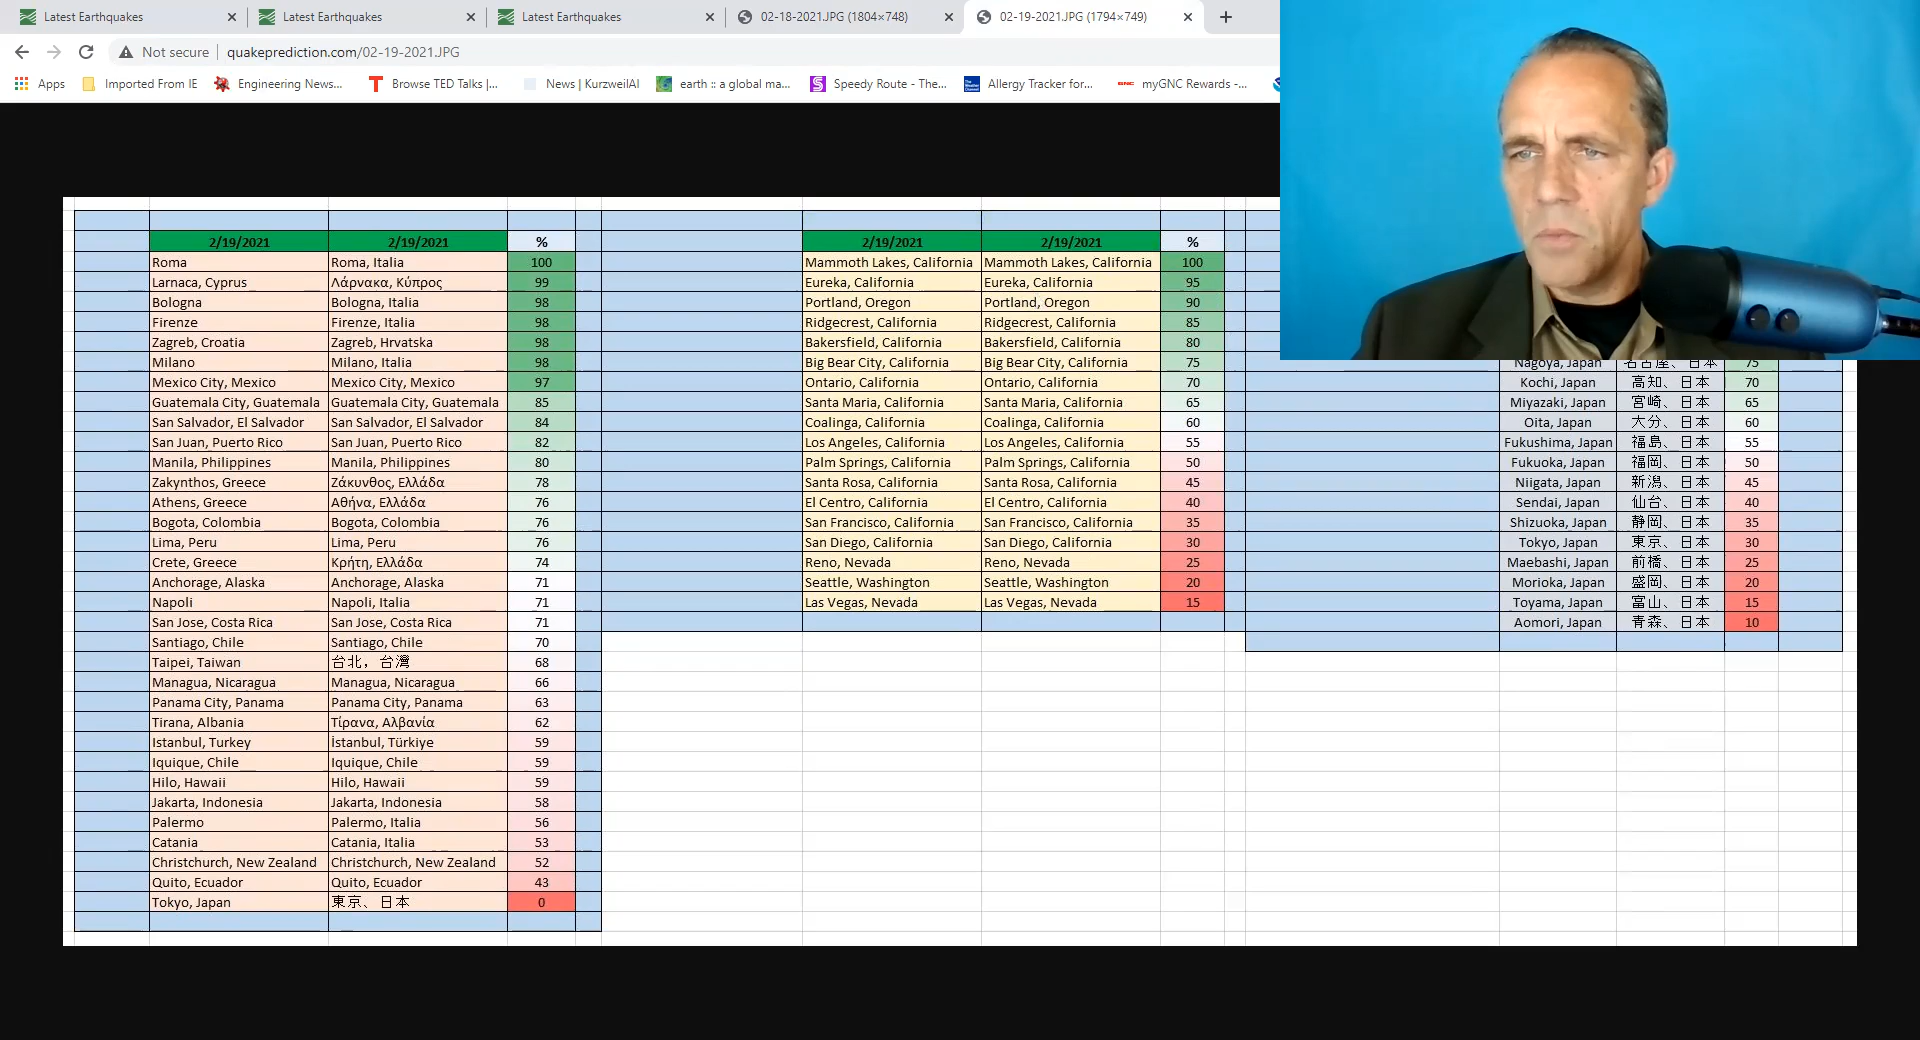 Latest Earthquakes
Latest Earthquakes
Latest Earthquakes
02-18-2021.JPG (1804×748)
02-19-2021.JPG (1794×749)
Not secure
quakeprediction.com/02-19-2021.JPG
Apps
Imported From IE
Engineering News...
T
Browse TED Talks |...
News | KurzweilAI
earth :: a global ma...
Speedy Route - The...
Allergy Tracker for...
GNC
myGNC Rewards -...
2/19/2021 2/19/2021 %
Roma Roma, Italia 100
Larnaca, Cyprus Λάρνακα, Κύπρος 99
Bologna Bologna, Italia 98
Firenze Firenze, Italia 98
Zagreb, Croatia Zagreb, Hrvatska 98
Milano Milano, Italia 98
Mexico City, Mexico Mexico City, Mexico 97
Guatemala City, Guatemala Guatemala City, Guatemala 85
San Salvador, El Salvador San Salvador, El Salvador 84
San Juan, Puerto Rico San Juan, Puerto Rico 82
Manila, Philippines Manila, Philippines 80
Zakynthos, Greece Ζάκυνθος, Ελλάδα 78
Athens, Greece Αθήνα, Ελλάδα 76
Bogota, Colombia Bogota, Colombia 76
Lima, Peru Lima, Peru 76
Crete, Greece Κρήτη, Ελλάδα 74
Anchorage, Alaska Anchorage, Alaska 71
Napoli Napoli, Italia 71
San Jose, Costa Rica San Jose, Costa Rica 71
Santiago, Chile Santiago, Chile 70
Taipei, Taiwan 台北，台灣 68
Managua, Nicaragua Managua, Nicaragua 66
Panama City, Panama Panama City, Panama 63
Tirana, Albania Τίρανα, Αλβανία 62
Istanbul, Turkey İstanbul, Türkiye 59
Iquique, Chile Iquique, Chile 59
Hilo, Hawaii Hilo, Hawaii 59
Jakarta, Indonesia Jakarta, Indonesia 58
Palermo Palermo, Italia 56
Catania Catania, Italia 53
Christchurch, New Zealand Christchurch, New Zealand 52
Quito, Ecuador Quito, Ecuador 43
Tokyo, Japan 東京、日本 0
2/19/2021 2/19/2021 %
Mammoth Lakes, California Mammoth Lakes, California 100
Eureka, California Eureka, California 95
Portland, Oregon Portland, Oregon 90
Ridgecrest, California Ridgecrest, California 85
Bakersfield, California Bakersfield, California 80
Big Bear City, California Big Bear City, California 75
Ontario, California Ontario, California 70
Santa Maria, California Santa Maria, California 65
Coalinga, California Coalinga, California 60
Los Angeles, California Los Angeles, California 55
Palm Springs, California Palm Springs, California 50
Santa Rosa, California Santa Rosa, California 45
El Centro, California El Centro, California 40
San Francisco, California San Francisco, California 35
San Diego, California San Diego, California 30
Reno, Nevada Reno, Nevada 25
Seattle, Washington Seattle, Washington 20
Las Vegas, Nevada Las Vegas, Nevada 15
Nagoya, Japan 名古屋、日本 75
Kochi, Japan 高知、日本 70
Miyazaki, Japan 宮崎、日本 65
Oita, Japan 大分、日本 60
Fukushima, Japan 福島、日本 55
Fukuoka, Japan 福岡、日本 50
Niigata, Japan 新潟、日本 45
Sendai, Japan 仙台、日本 40
Shizuoka, Japan 静岡、日本 35
Tokyo, Japan 東京、日本 30
Maebashi, Japan 前橋、日本 25
Morioka, Japan 盛岡、日本 20
Toyama, Japan 富山、日本 15
Aomori, Japan 青森、日本 10